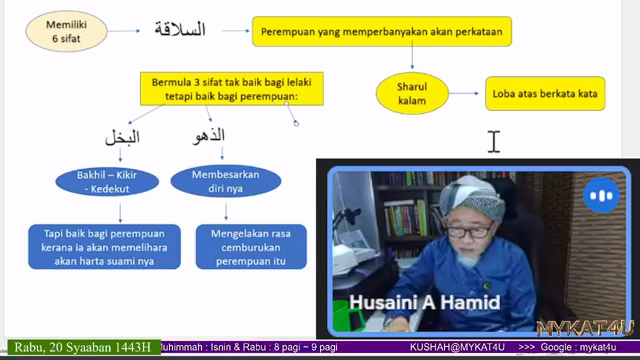 Memiliki
6 sifat
السلاقة
Perempuan yang memperbanyakan akan perkataan
Bermula 3 sifat tak baik bagi lelaki
tetapi baik bagi perempuan:
Sharul
kalam
Loba atas berkata kata
البخل
الذهو
Bakhil – Kikir
- Kedekut
Membesarkan
diri nya
Tapi baik bagi perempuan
kerana ia akan memelihara
akan harta suami nya
Mengelakan rasa
cemburukan
perempuan itu
Husaini A Hamid
MYKAT4U
Rabu, 20 Syaaban 1443H
uhimmah : Isnin & Rabu : 8 pagi ~ 9 pagi
KUSHAH@MYKAT4U
>>> Google : mykat4u